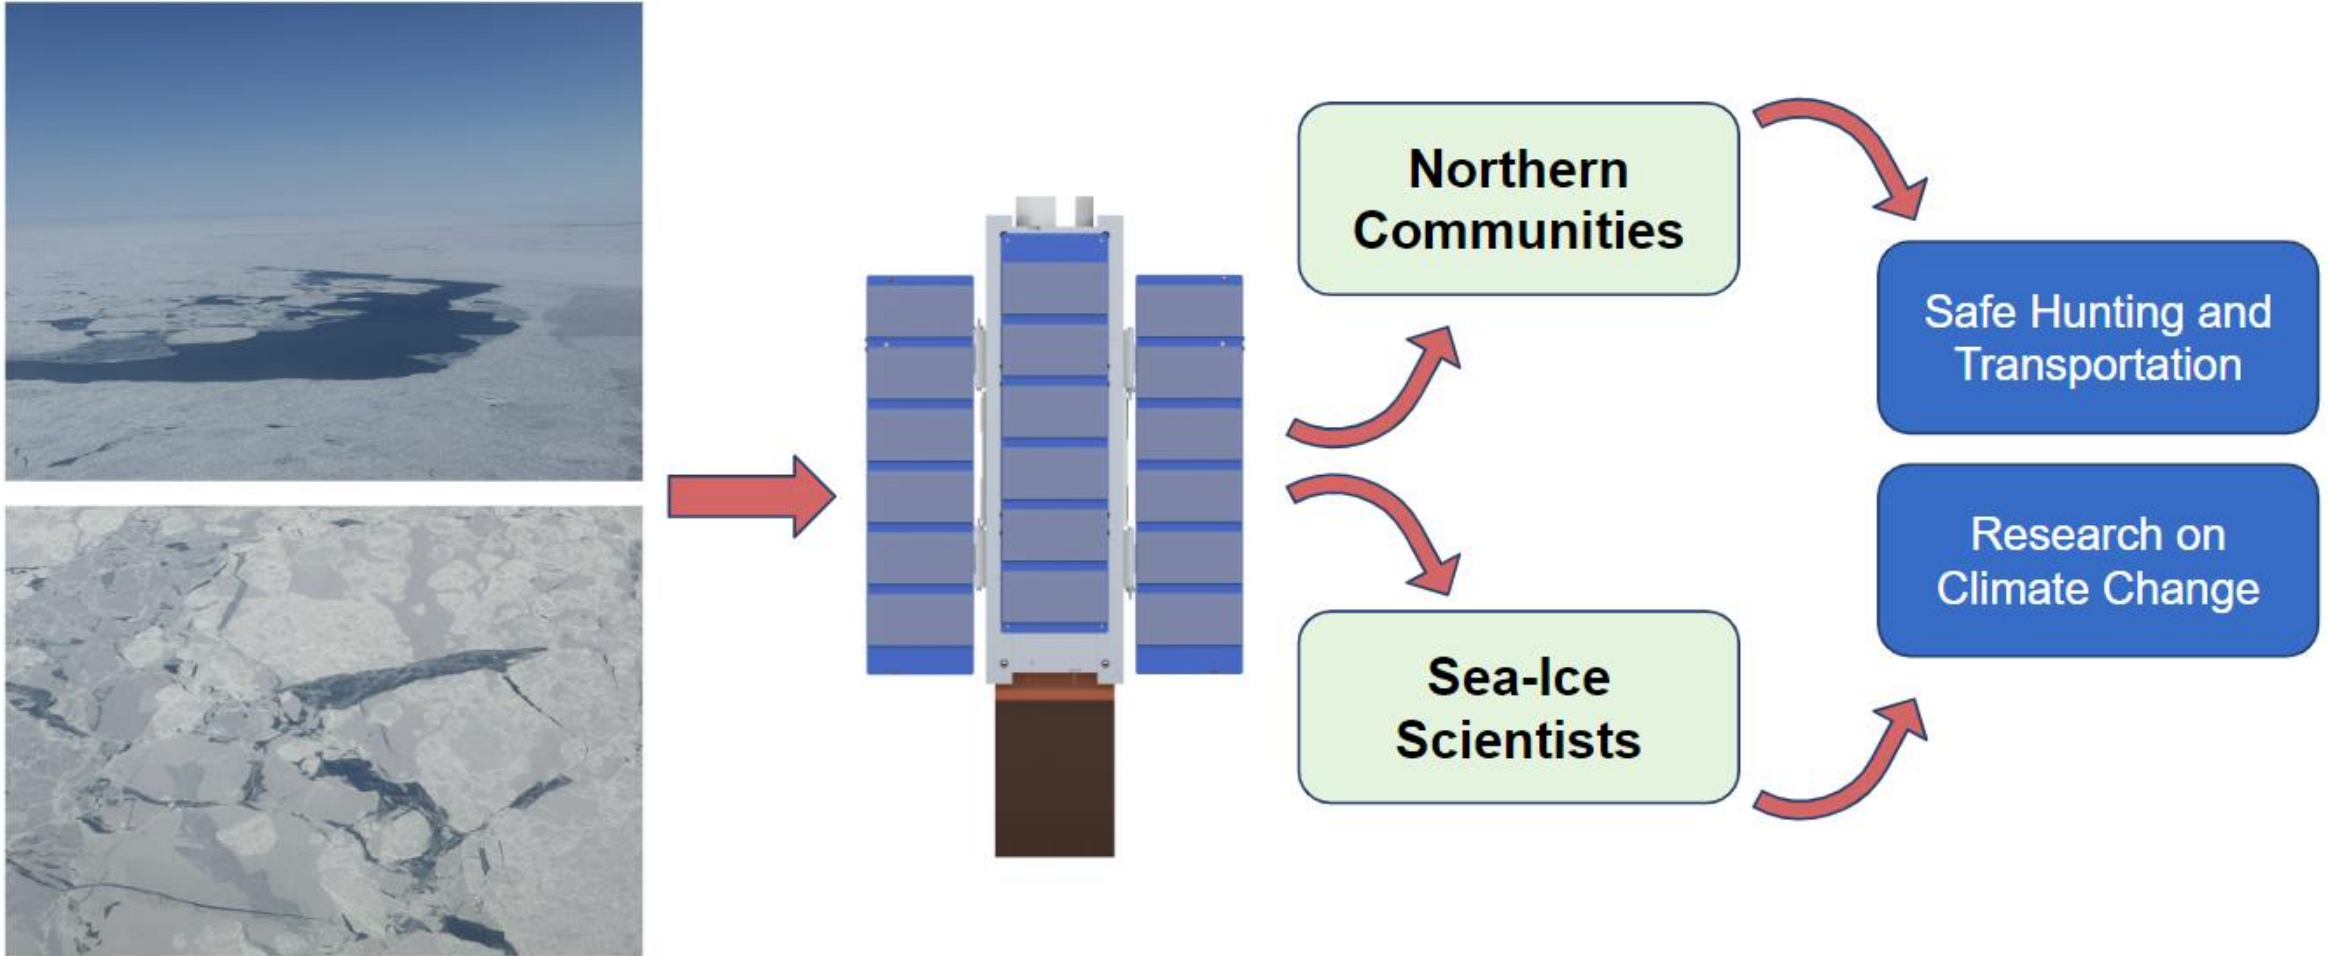 Northern
Communities
Safe Hunting and
Transportation
Research on
Climate Change
Sea-Ice
Scientists